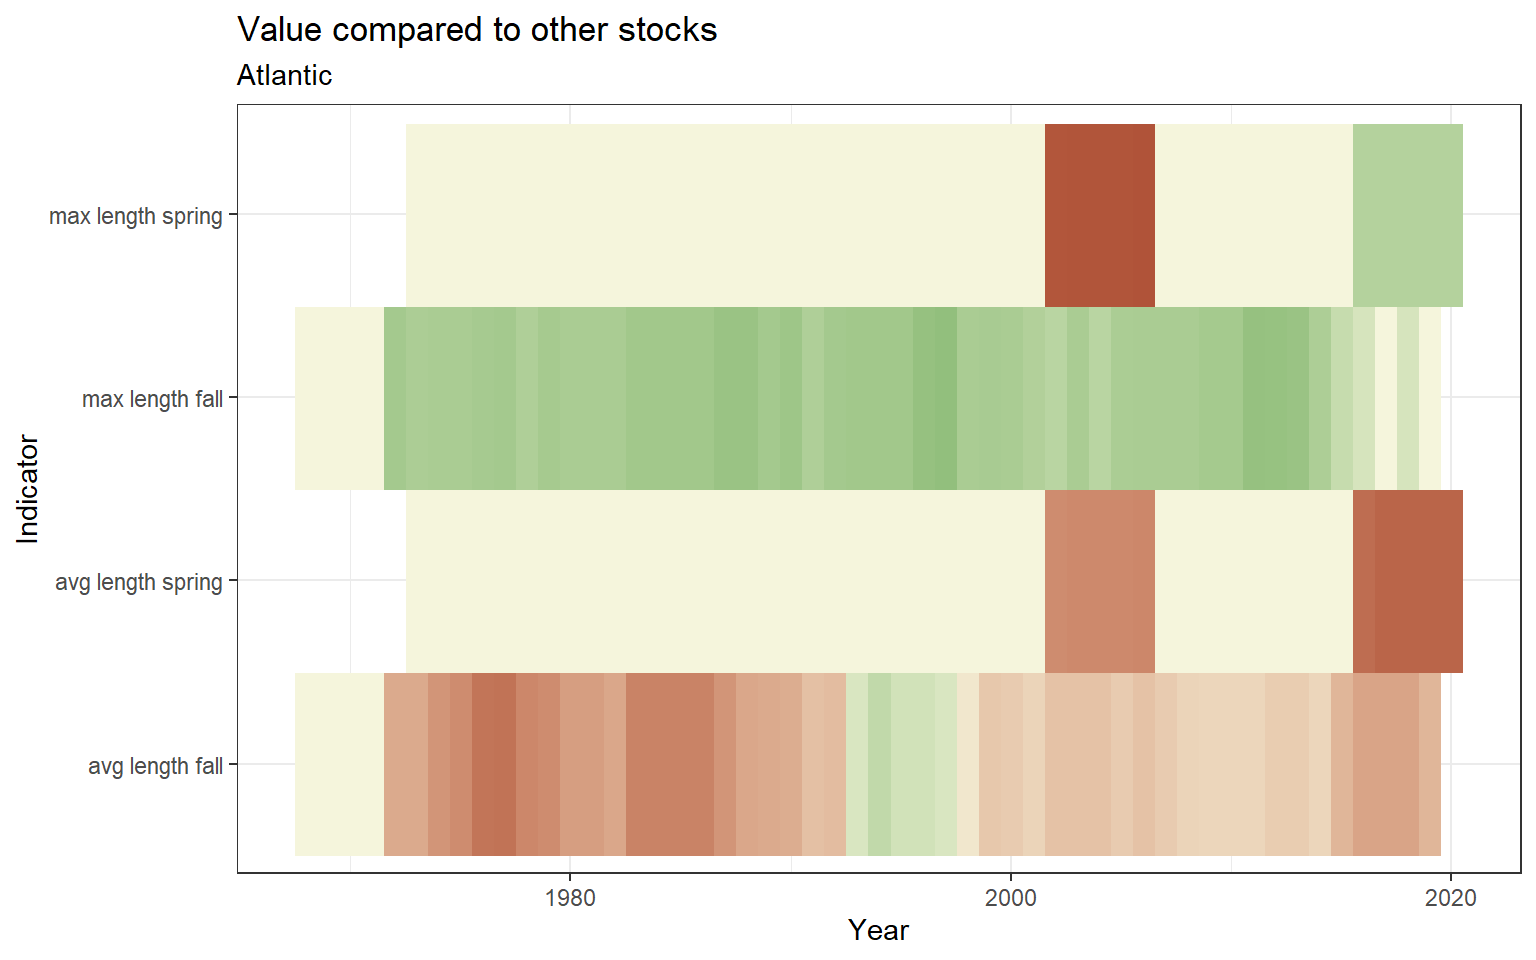 Value compared to other stocks
Atlantic
Indicator
max length spring
max length fall
avg length spring
avg length fall
1980 2000 2020
Year